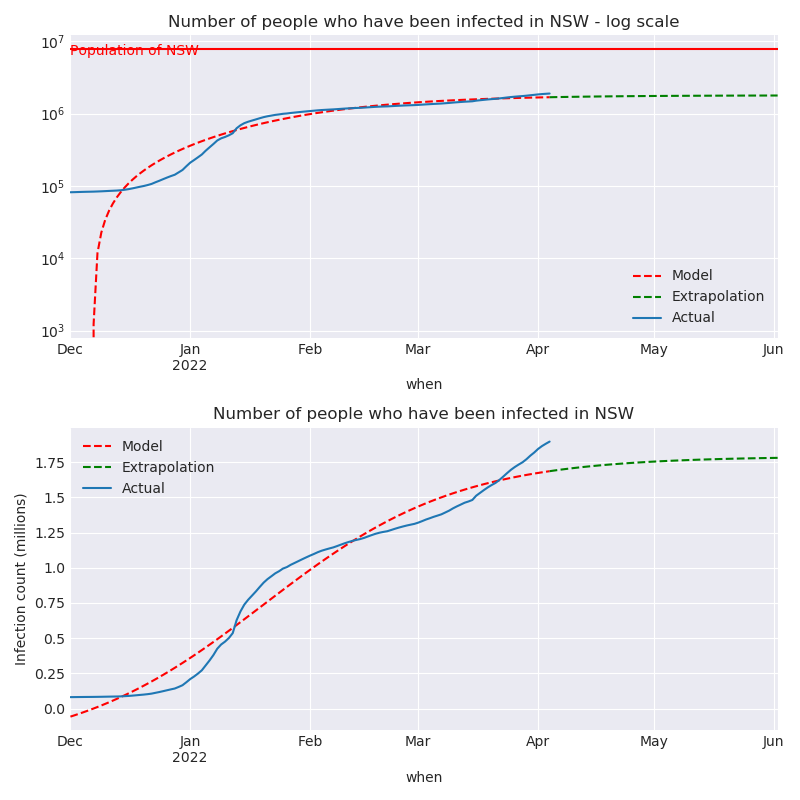 Number of people who have been infected in NSW - log scale
10^7
Population of NSW
10^6
10^5
10^4
10^3
Model
Extrapolation
Actual
Dec Jan Feb Mar Apr May Jun
2022
when
Number of people who have been infected in NSW
Infection count (millions)
Model
Extrapolation
Actual
1.75
1.5
1.25
1.0
0.75
0.5
0.25
0.0
Dec Jan Feb Mar Apr May Jun
2022
when